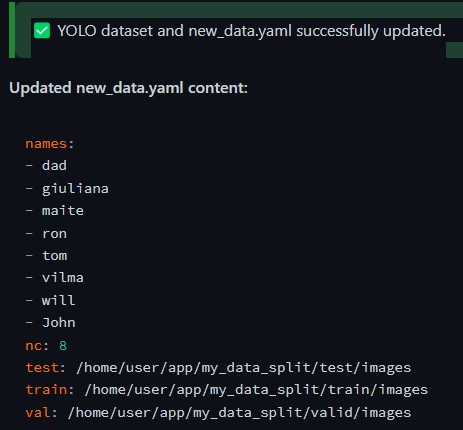 ✅ YOLO dataset and new_data.yaml successfully updated.
Updated new_data.yaml content:
names:
- dad
- giuliana
- maite
- ron
- tom
- vilma
- will
- John
nc: 8
test: /home/user/app/my_data_split/test/images
train: /home/user/app/my_data_split/train/images
val: /home/user/app/my_data_split/valid/images